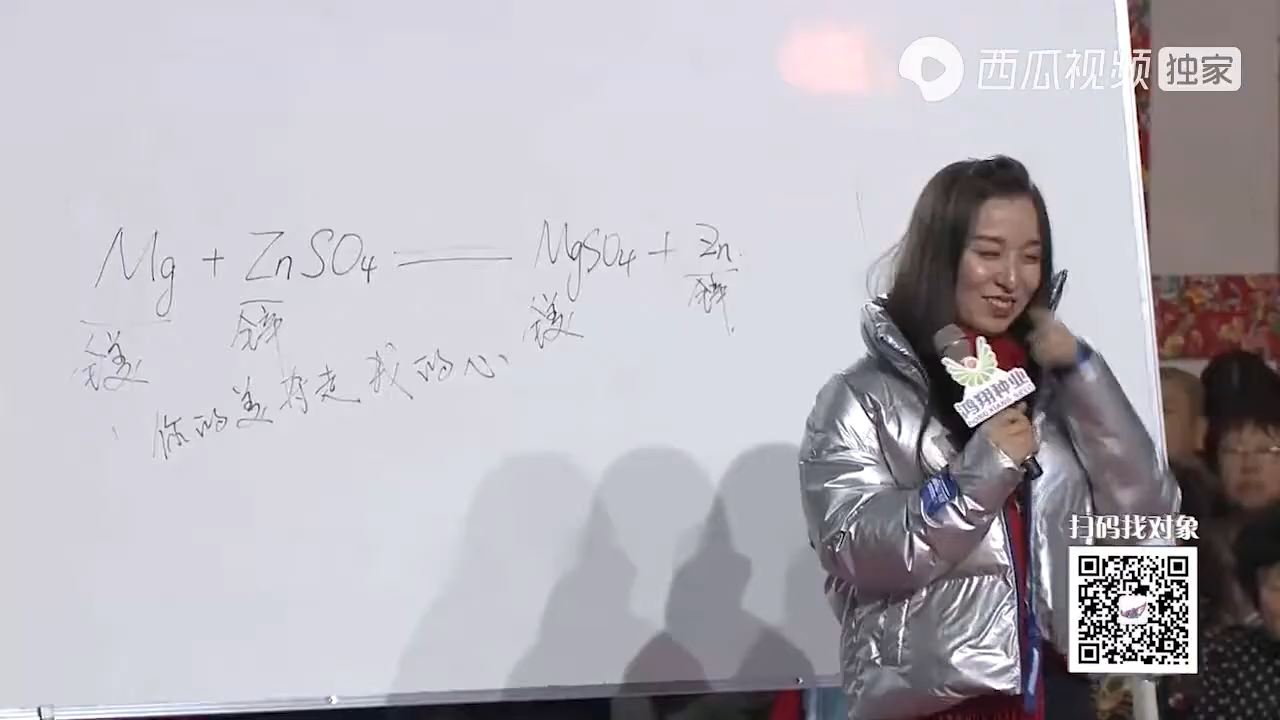 西瓜视频 独家
Mg + ZnSO4 == MgSO4 + Zn
镁 锌 镁 锌
你的美夺走我的心
鸿翔种业
扫码找对象